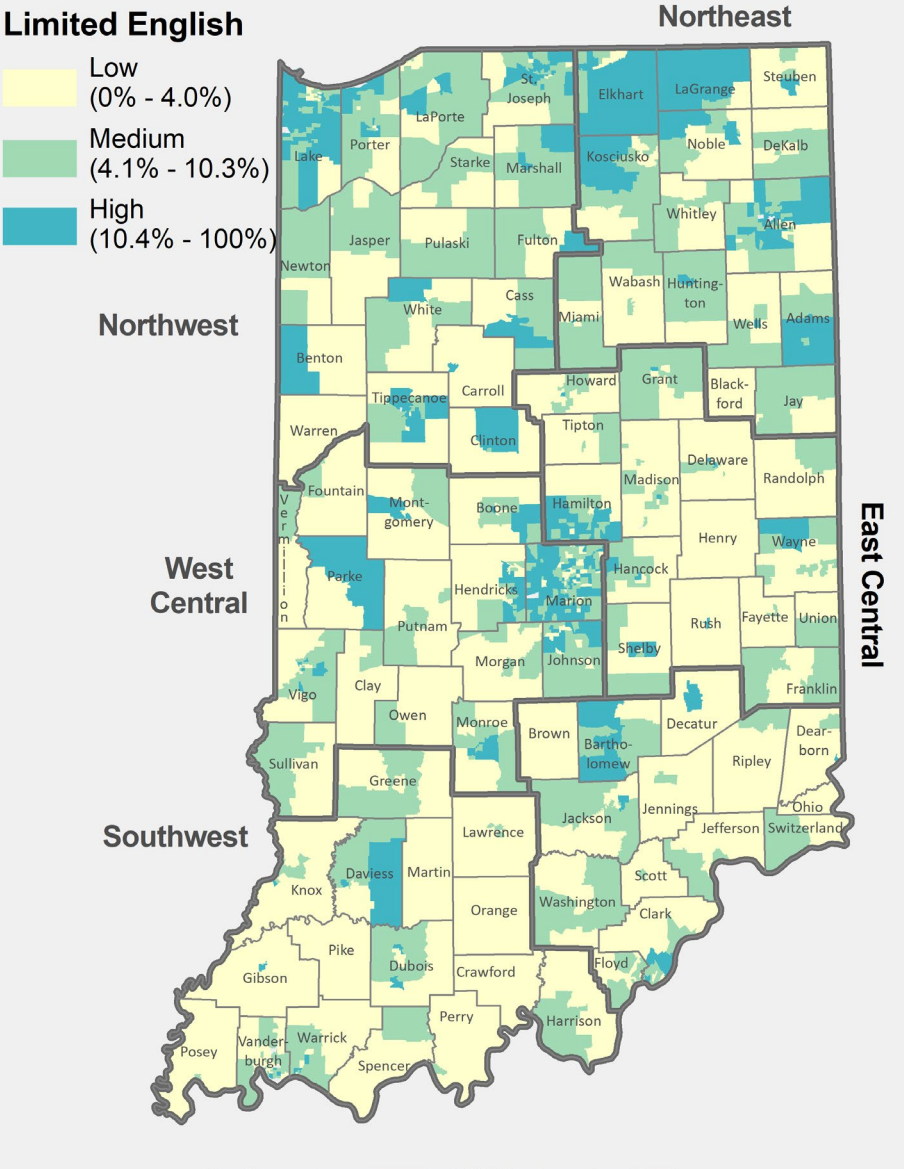 Limited English
Low
(0% - 4.0%)
Medium
(4.1% - 10.3%)
High
(10.4% - 100%)
Northeast
Northwest
West
Central
East Central
Southwest
Lake
Porter
LaPorte
St.
Joseph
Elkhart
LaGrange
Steuben
Starke
Marshall
Kosciusko
Noble
DeKalb
Newton
Jasper
Pulaski
Fulton
Whitley
Allen
Benton
White
Cass
Miami
Wabash
Hunting-
ton
Wells
Adams
Warren
Tippecanoe
Carroll
Clinton
Howard
Tipton
Grant
Black-
ford
Jay
Fountain
Vermillion
Mont-
gomery
Boone
Hamilton
Madison
Delaware
Randolph
Parke
Putnam
Hendricks
Marion
Hancock
Henry
Wayne
Vigo
Clay
Owen
Morgan
Johnson
Shelby
Rush
Fayette
Union
Franklin
Sullivan
Greene
Monroe
Brown
Bartho-
lomew
Decatur
Ripley
Dear-
born
Ohio
Knox
Daviess
Martin
Lawrence
Orange
Jackson
Jennings
Jefferson
Switzerland
Washington
Scott
Clark
Floyd
Harrison
Gibson
Pike
Dubois
Crawford
Posey
Vander-
burgh
Warrick
Spencer
Perry